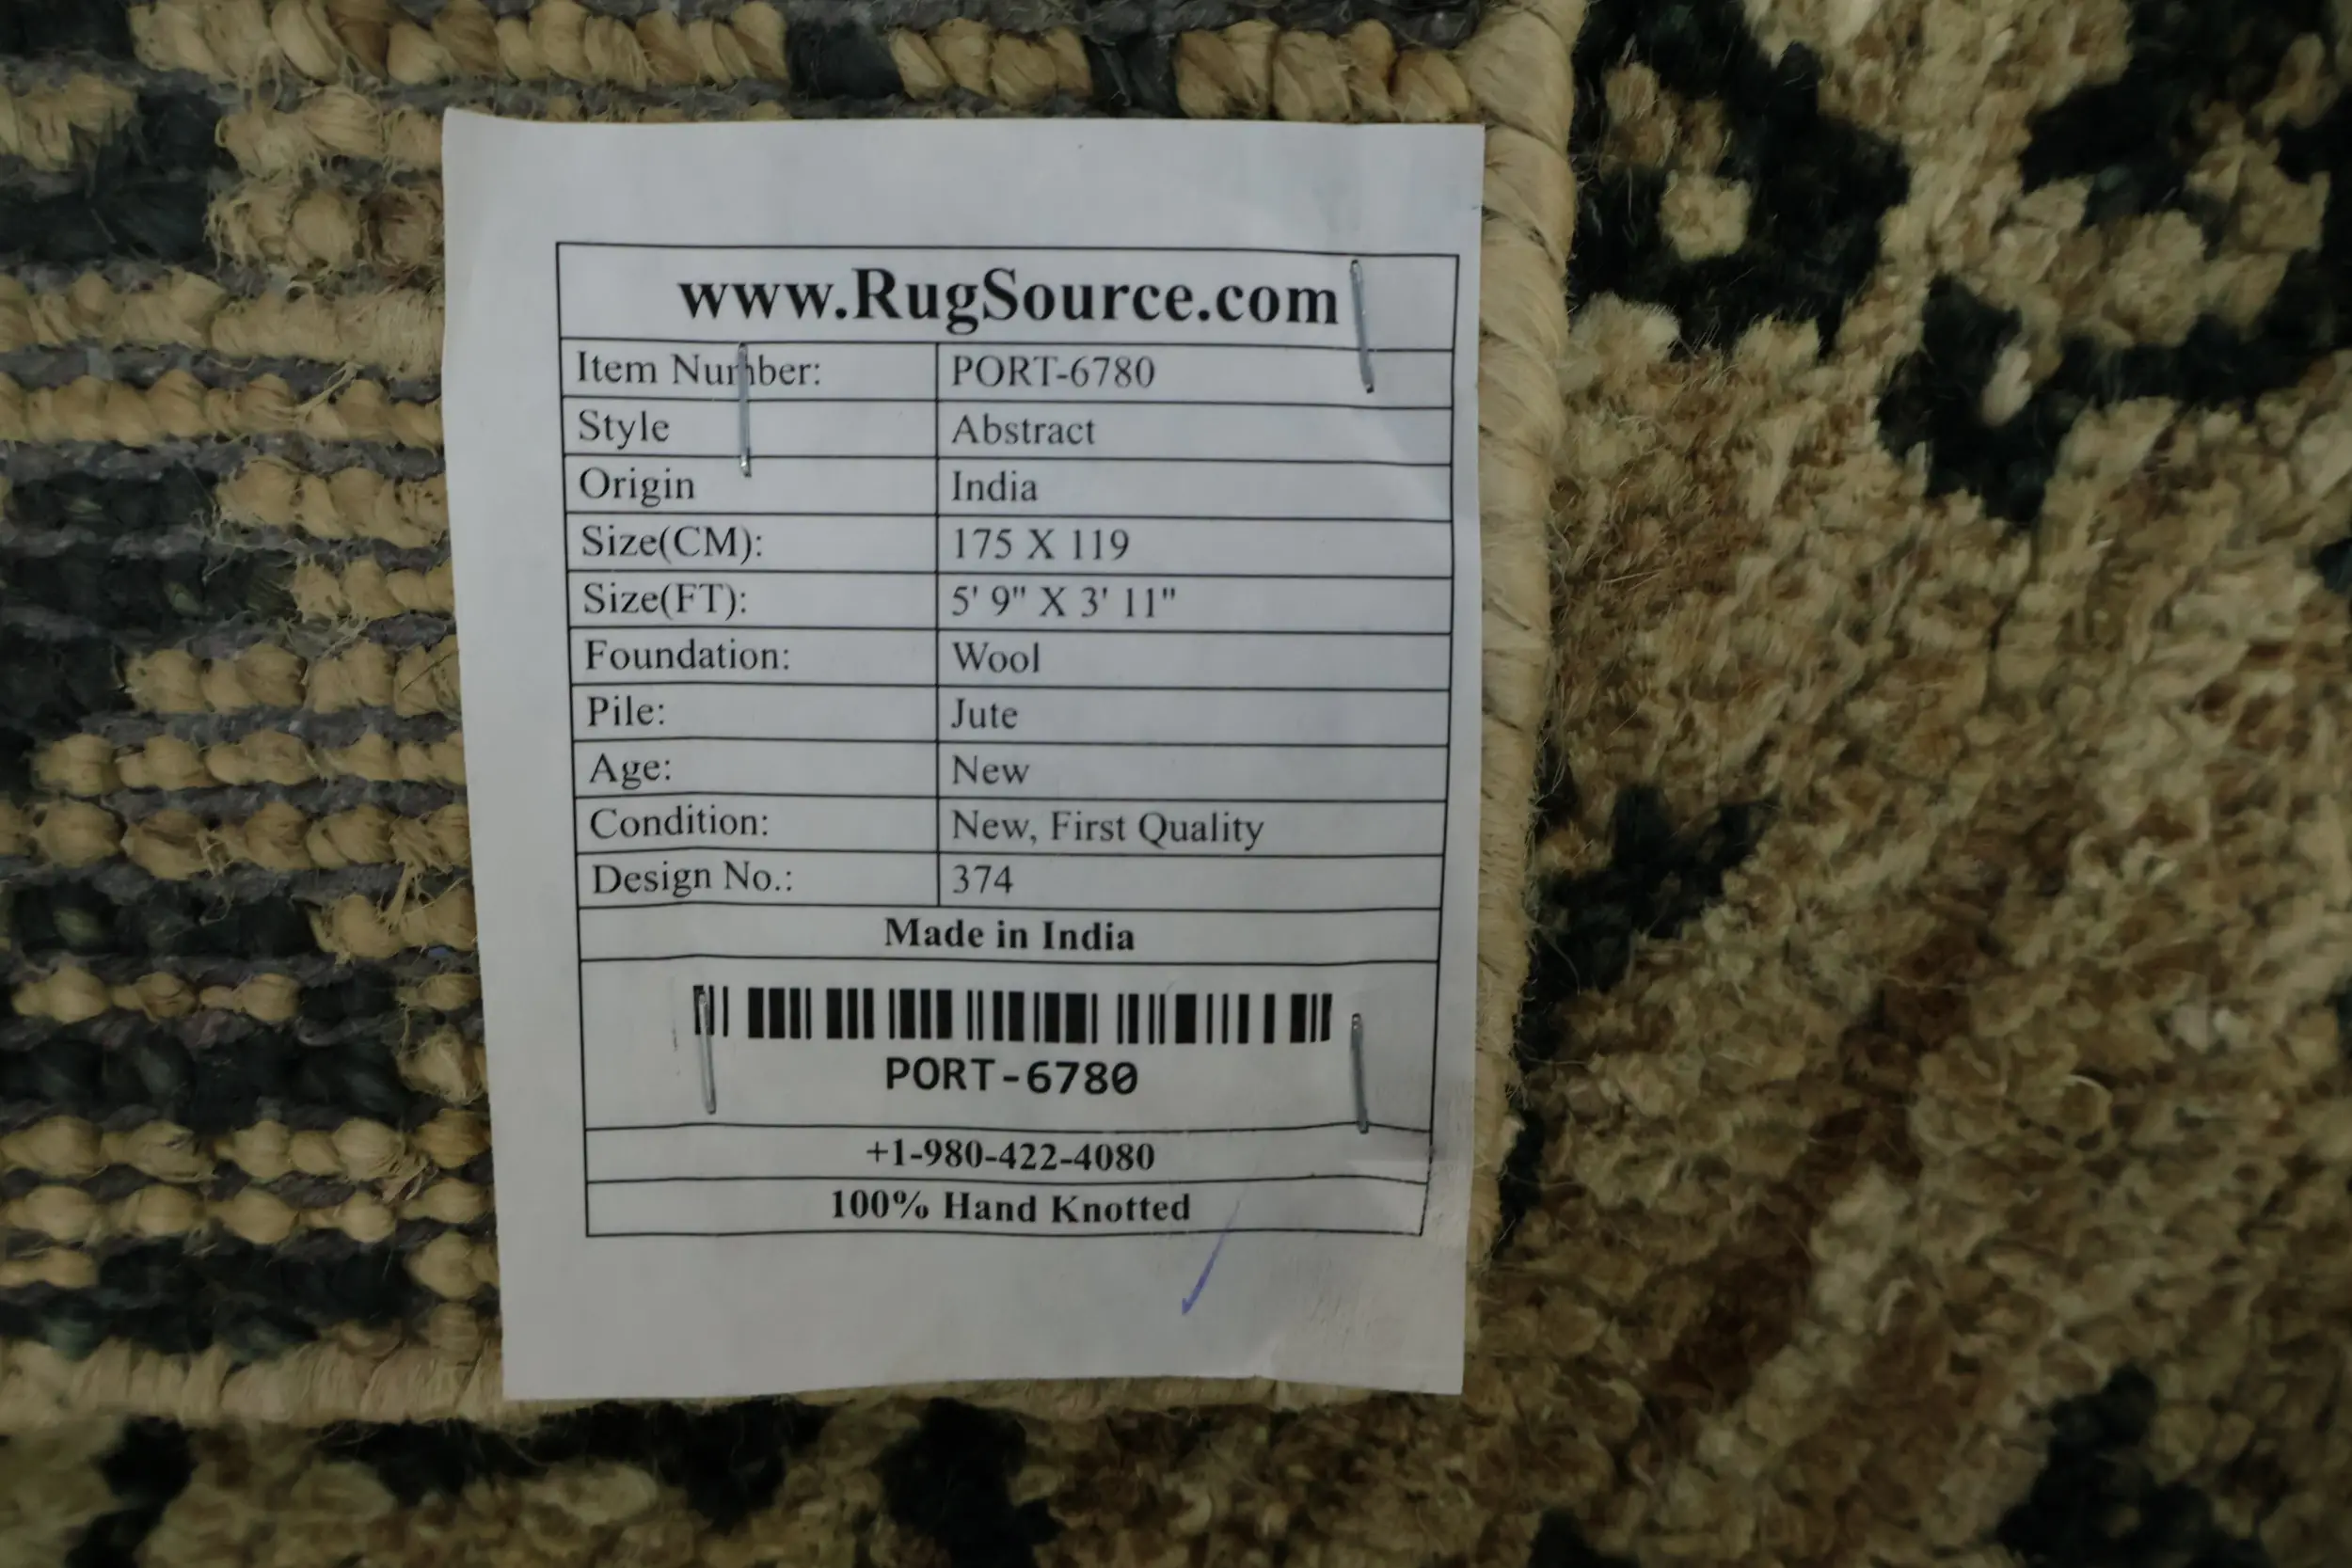 www.RugSource.com
Item Number: PORT-6780
Style Abstract
Origin India
Size(CM): 175 X 119
Size(FT): 5' 9" X 3' 11"
Foundation: Wool
Pile: Jute
Age: New
Condition: New, First Quality
Design No.: 374
Made in India
PORT-6780
+1-980-422-4080
100% Hand Knotted